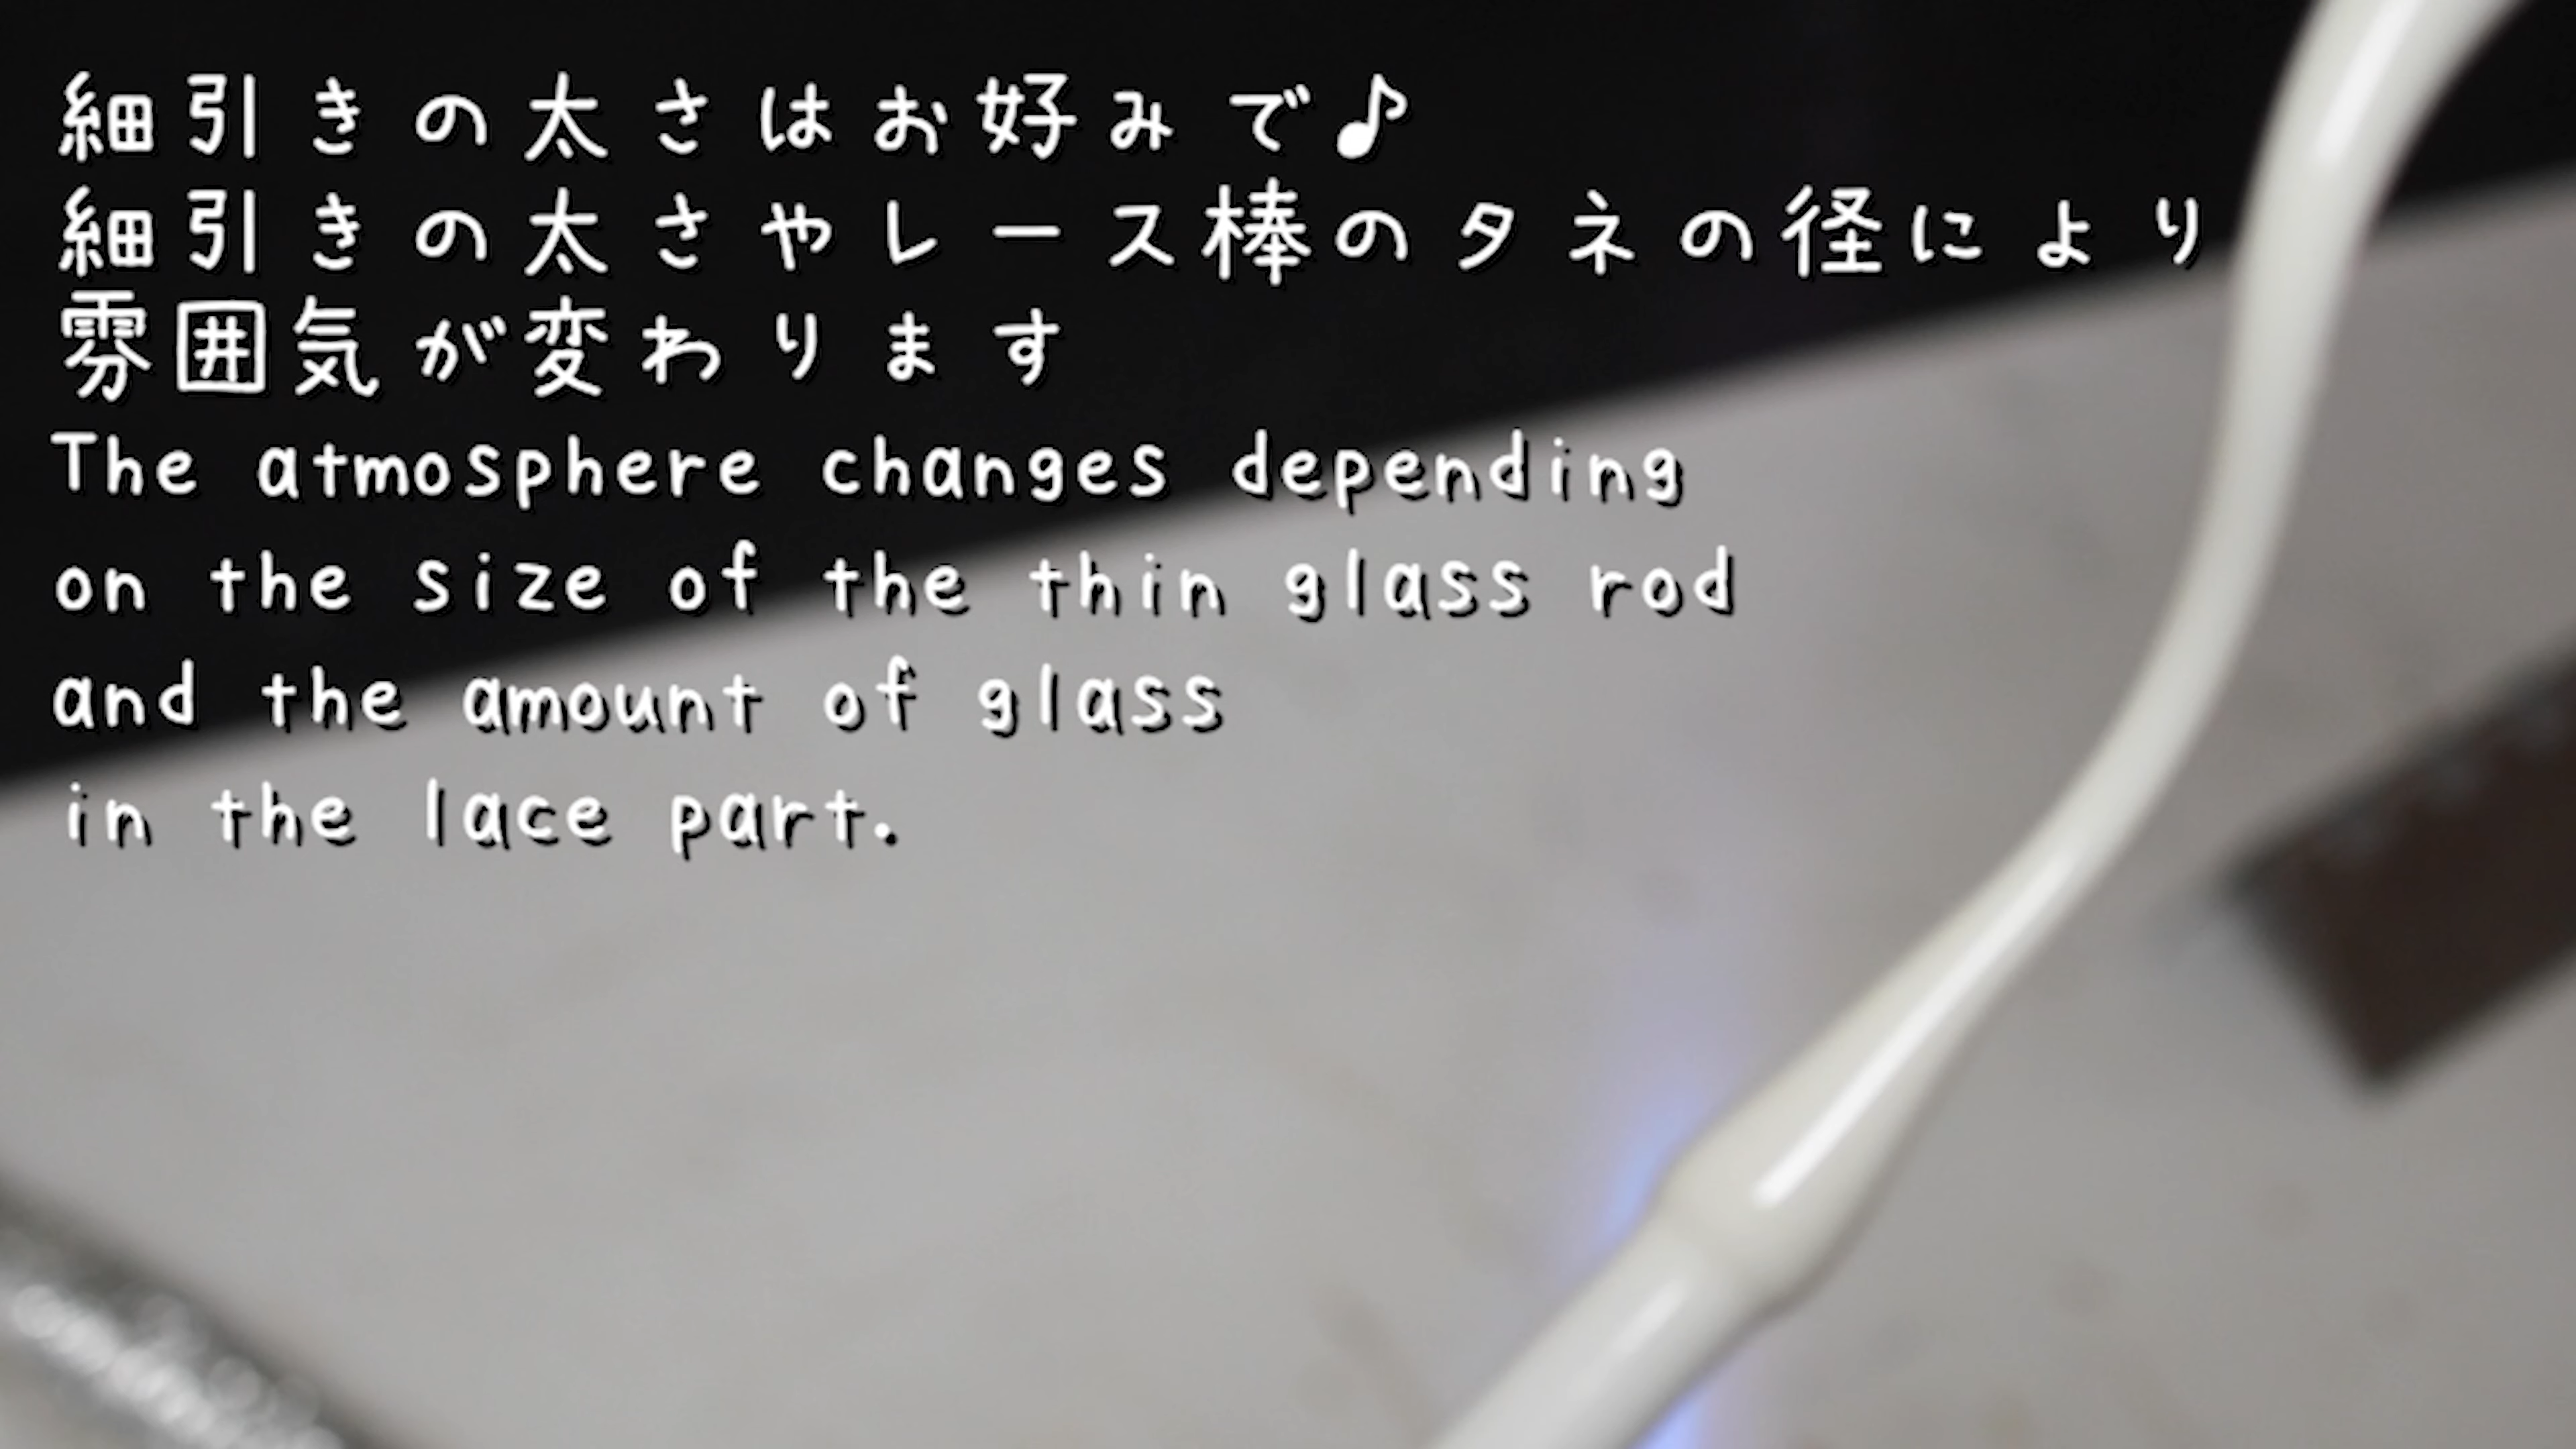 細引きの太さはお好みで♪
細引きの太さやレース棒のタネの径により
雰囲気が変わります
The atmosphere changes depending
on the size of the thin glass rod
and the amount of glass
in the lace part.